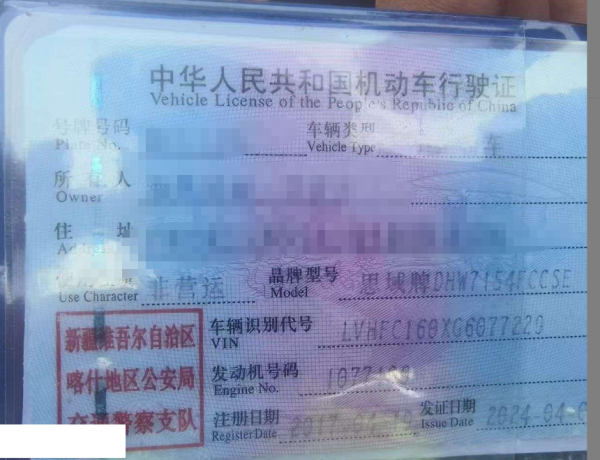 中华人民共和国机动车行驶证
Vehicle License of the People's Republic of China
号牌号码
Plate No.
车辆类型
Vehicle Type
车
所有人
Owner
住址
Use Character
非营运
品牌型号
Model
思域牌DHW7154FCCSE
新疆维吾尔自治区
喀什地区公安局
交通警察支队
车辆识别代号
VIN
LVHFC160XG6077229
发动机号码
Engine No.
注册日期
Register Date
发证日期
Issue Date